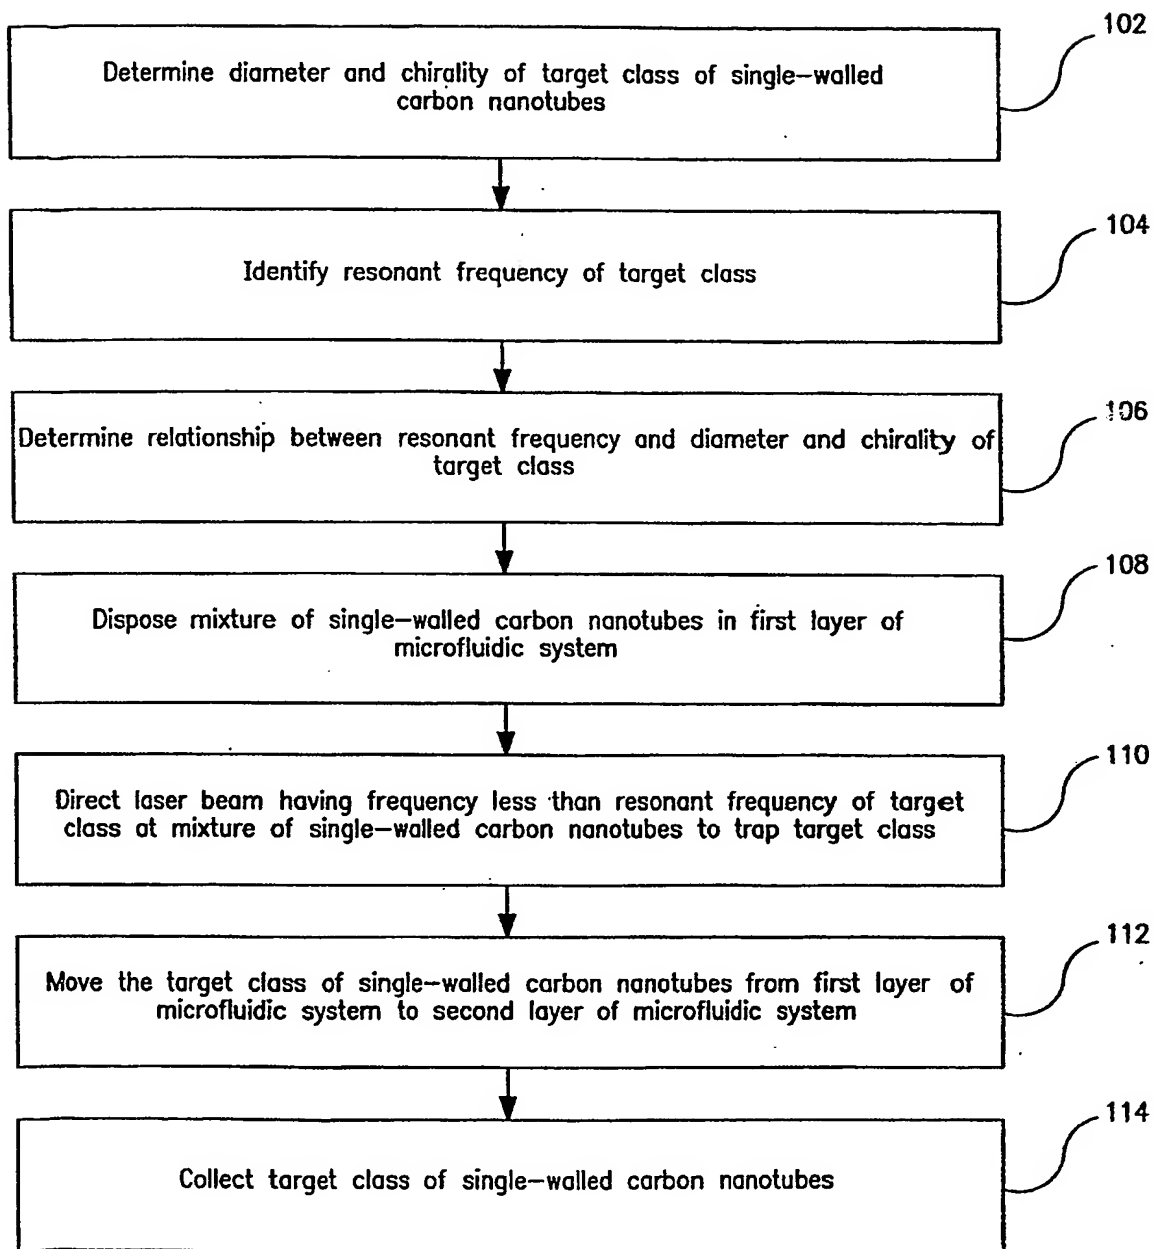 102
Determine diameter and chirality of target class of single-walled
carbon nanotubes
104
Identify resonant frequency of target class
106
Determine relationship between resonant frequency and diameter and chirality of
target class
108
Dispose mixture of single-walled carbon nanotubes in first layer of
microfluidic system
110
Direct laser beam having frequency less than resonant frequency of target
class at mixture of single-walled carbon nanotubes to trap target class
112
Move the target class of single-walled carbon nanotubes from first layer of
microfluidic system to second layer of microfluidic system
114
Collect target class of single-walled carbon nanotubes